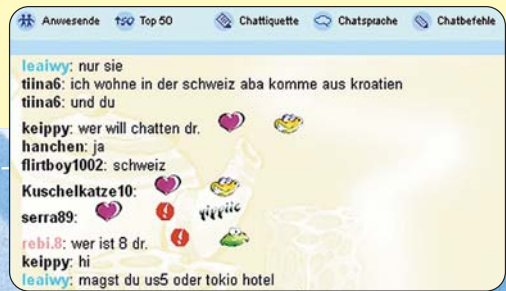 Anwesende Top 50 Chattiquette Chatsprache Chatbefehle
leaiwy: nur sie
tiina6: ich wohne in der schweiz aba komme aus kroatien
tiina6: und du
keippy: wer will chatten dr.
hanchen: ja
flirtboy1002: schweiz
Kuschelkatze10:
serra89:
rebi.8: wer ist 8 dr.
keippy: hi
leaiwy: magst du us5 oder tokio hotel